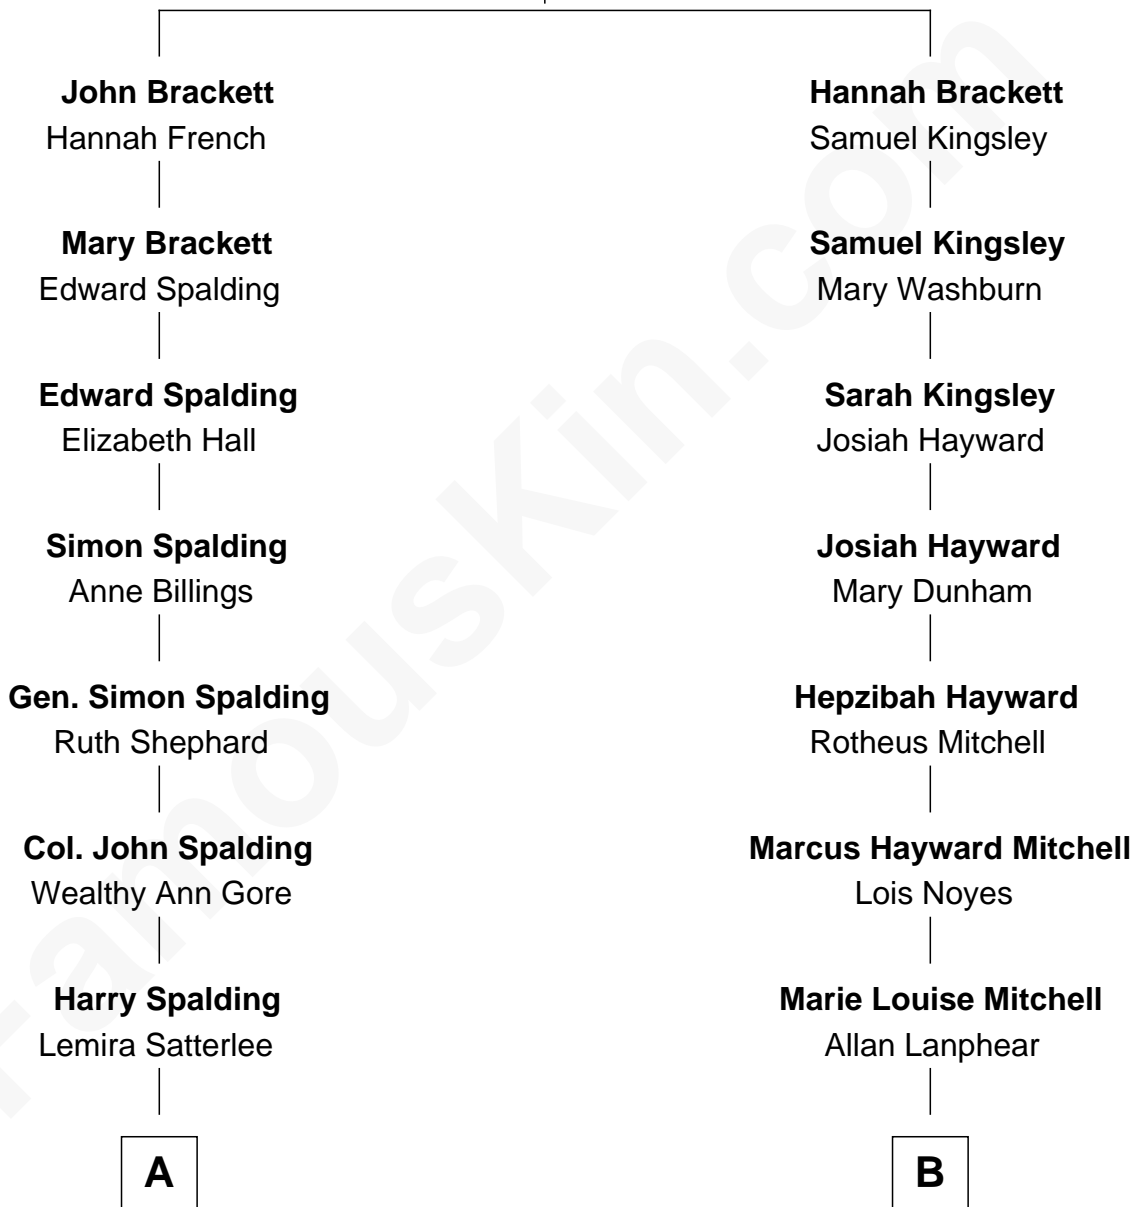 John Brackett
Hannah French
Mary Brackett
Edward Spalding
Edward Spalding
Elizabeth Hall
Simon Spalding
Anne Billings
Gen. Simon Spalding
Ruth Shephard
Col. John Spalding
Wealthy Ann Gore
Harry Spalding
Lemira Satterlee
A
Hannah Brackett
Samuel Kingsley
Samuel Kingsley
Mary Washburn
Sarah Kingsley
Josiah Hayward
Josiah Hayward
Mary Dunham
Hepzibah Hayward
Rotheus Mitchell
Marcus Hayward Mitchell
Lois Noyes
Marie Louise Mitchell
Allan Lanphear
B
FamousKin.com